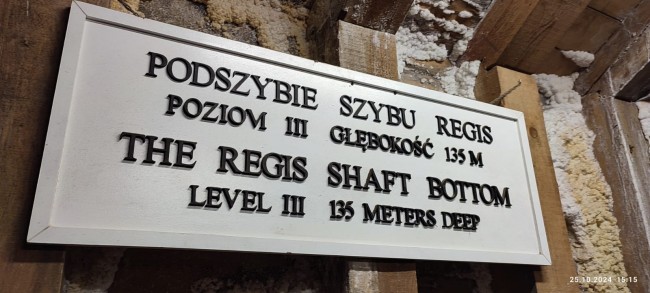 PODSZYBIE SZYBU REGIS
POZIOM III GŁĘBOKOŚĆ 135 M
THE REGIS SHAFT BOTTOM
LEVEL III 135 METERS DEEP
25.10.2024 15:15